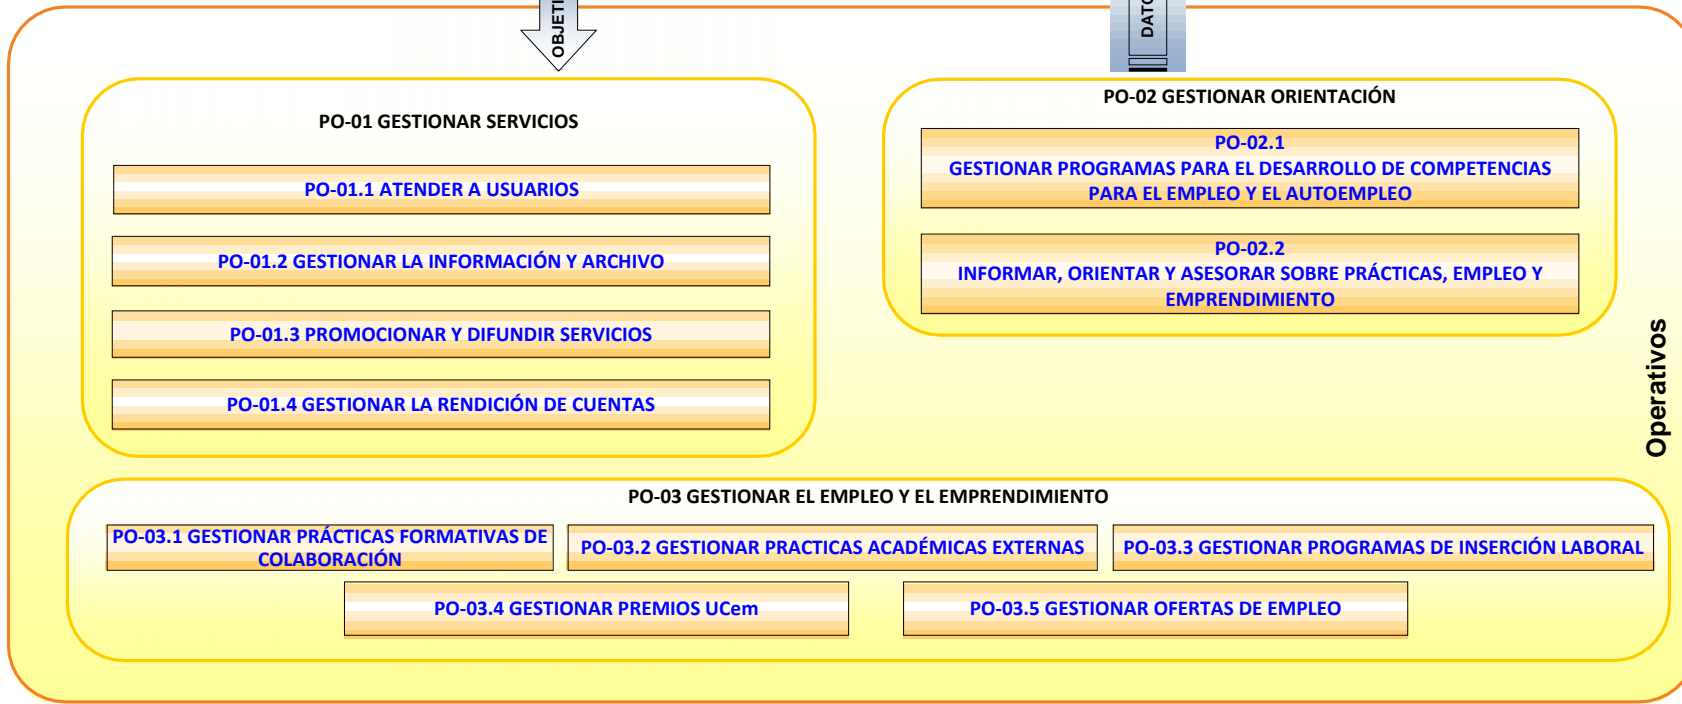 PO-01 GESTIONAR SERVICIOS
PO-01.1 ATENDER A USUARIOS
PO-01.2 GESTIONAR LA INFORMACIÓN Y ARCHIVO
PO-01.3 PROMOCIONAR Y DIFUNDIR SERVICIOS
PO-01.4 GESTIONAR LA RENDICIÓN DE CUENTAS
PO-02 GESTIONAR ORIENTACIÓN
PO-02.1
GESTIONAR PROGRAMAS PARA EL DESARROLLO DE COMPETENCIAS
PARA EL EMPLEO Y EL AUTOEMPLEO
PO-02.2
INFORMAR, ORIENTAR Y ASESORAR SOBRE PRÁCTICAS, EMPLEO Y
EMPRENDIMIENTO
Operativos
PO-03 GESTIONAR EL EMPLEO Y EL EMPRENDIMIENTO
PO-03.1 GESTIONAR PRÁCTICAS FORMATIVAS DE
COLABORACIÓN
PO-03.2 GESTIONAR PRACTICAS ACADÉMICAS EXTERNAS
PO-03.3 GESTIONAR PROGRAMAS DE INSERCIÓN LABORAL
PO-03.4 GESTIONAR PREMIOS UCem
PO-03.5 GESTIONAR OFERTAS DE EMPLEO